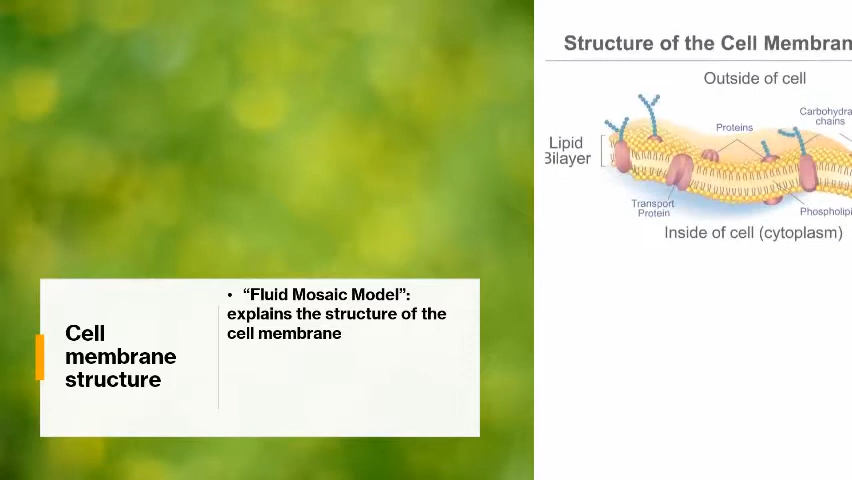 Structure of the Cell Membran
Outside of cell
Carbohydra
chains
Proteins
Lipid
Bilayer
Transport
Protein
Phospholipi
Inside of cell (cytoplasm)
Cell
membrane
structure
• “Fluid Mosaic Model”:
explains the structure of the
cell membrane